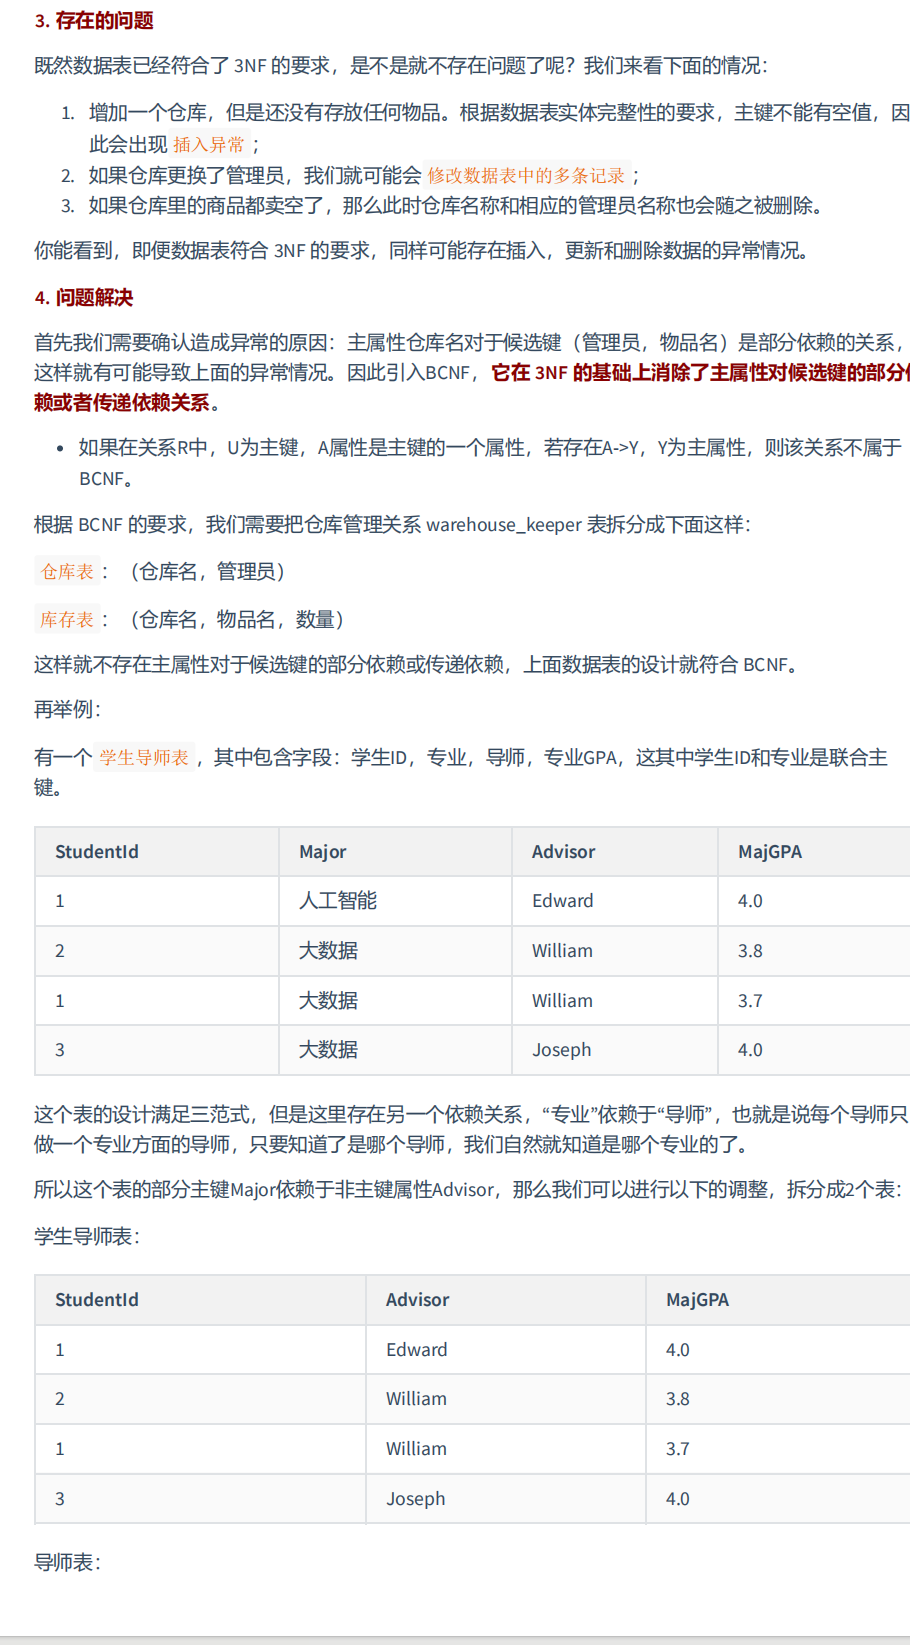 3. 存在的问题
既然数据表已经符合了 3NF 的要求，是不是就不存在问题了呢？我们来看下面的情况：
1. 增加一个仓库，但是还没有存放任何物品。根据数据表实体完整性的要求，主键不能有空值，因
此会出现 插入异常 ；
2. 如果仓库更换了管理员，我们就可能会 修改数据表中的多条记录 ；
3. 如果仓库里的商品都卖空了，那么此时仓库名称和相应的管理员名称也会随之被删除。
你能看到，即便数据表符合 3NF 的要求，同样可能存在插入，更新和删除数据的异常情况。
4. 问题解决
首先我们需要确认造成异常的原因：主属性仓库名对于候选键（管理员，物品名）是部分依赖的关系，
这样就有可能导致上面的异常情况。因此引入BCNF，它在 3NF 的基础上消除了主属性对候选键的部分
赖或者传递依赖关系。
• 如果在关系R中，U为主键，A属性是主键的一个属性，若存在A->Y，Y为主属性，则该关系不属于
BCNF。
根据 BCNF 的要求，我们需要把仓库管理关系 warehouse_keeper 表拆分成下面这样：
仓库表 ：（仓库名，管理员）
库存表 ：（仓库名，物品名，数量）
这样就不存在主属性对于候选键的部分依赖或传递依赖，上面数据表的设计就符合 BCNF。
再举例：
有一个 学生导师表 ，其中包含字段：学生ID，专业，导师，专业GPA，这其中学生ID和专业是联合主
键。
StudentId Major Advisor MajGPA
1 人工智能 Edward 4.0
2 大数据 William 3.8
1 大数据 William 3.7
3 大数据 Joseph 4.0
这个表的设计满足三范式，但是这里存在另一个依赖关系，“专业”依赖于“导师”，也就是说每个导师只
做一个专业方面的导师，只要知道了是哪个导师，我们自然就知道是哪个专业的了。
所以这个表的部分主键Major依赖于非主键属性Advisor，那么我们可以进行以下的调整，拆分成2个表：
学生导师表：
StudentId Advisor MajGPA
1 Edward 4.0
2 William 3.8
1 William 3.7
3 Joseph 4.0
导师表：